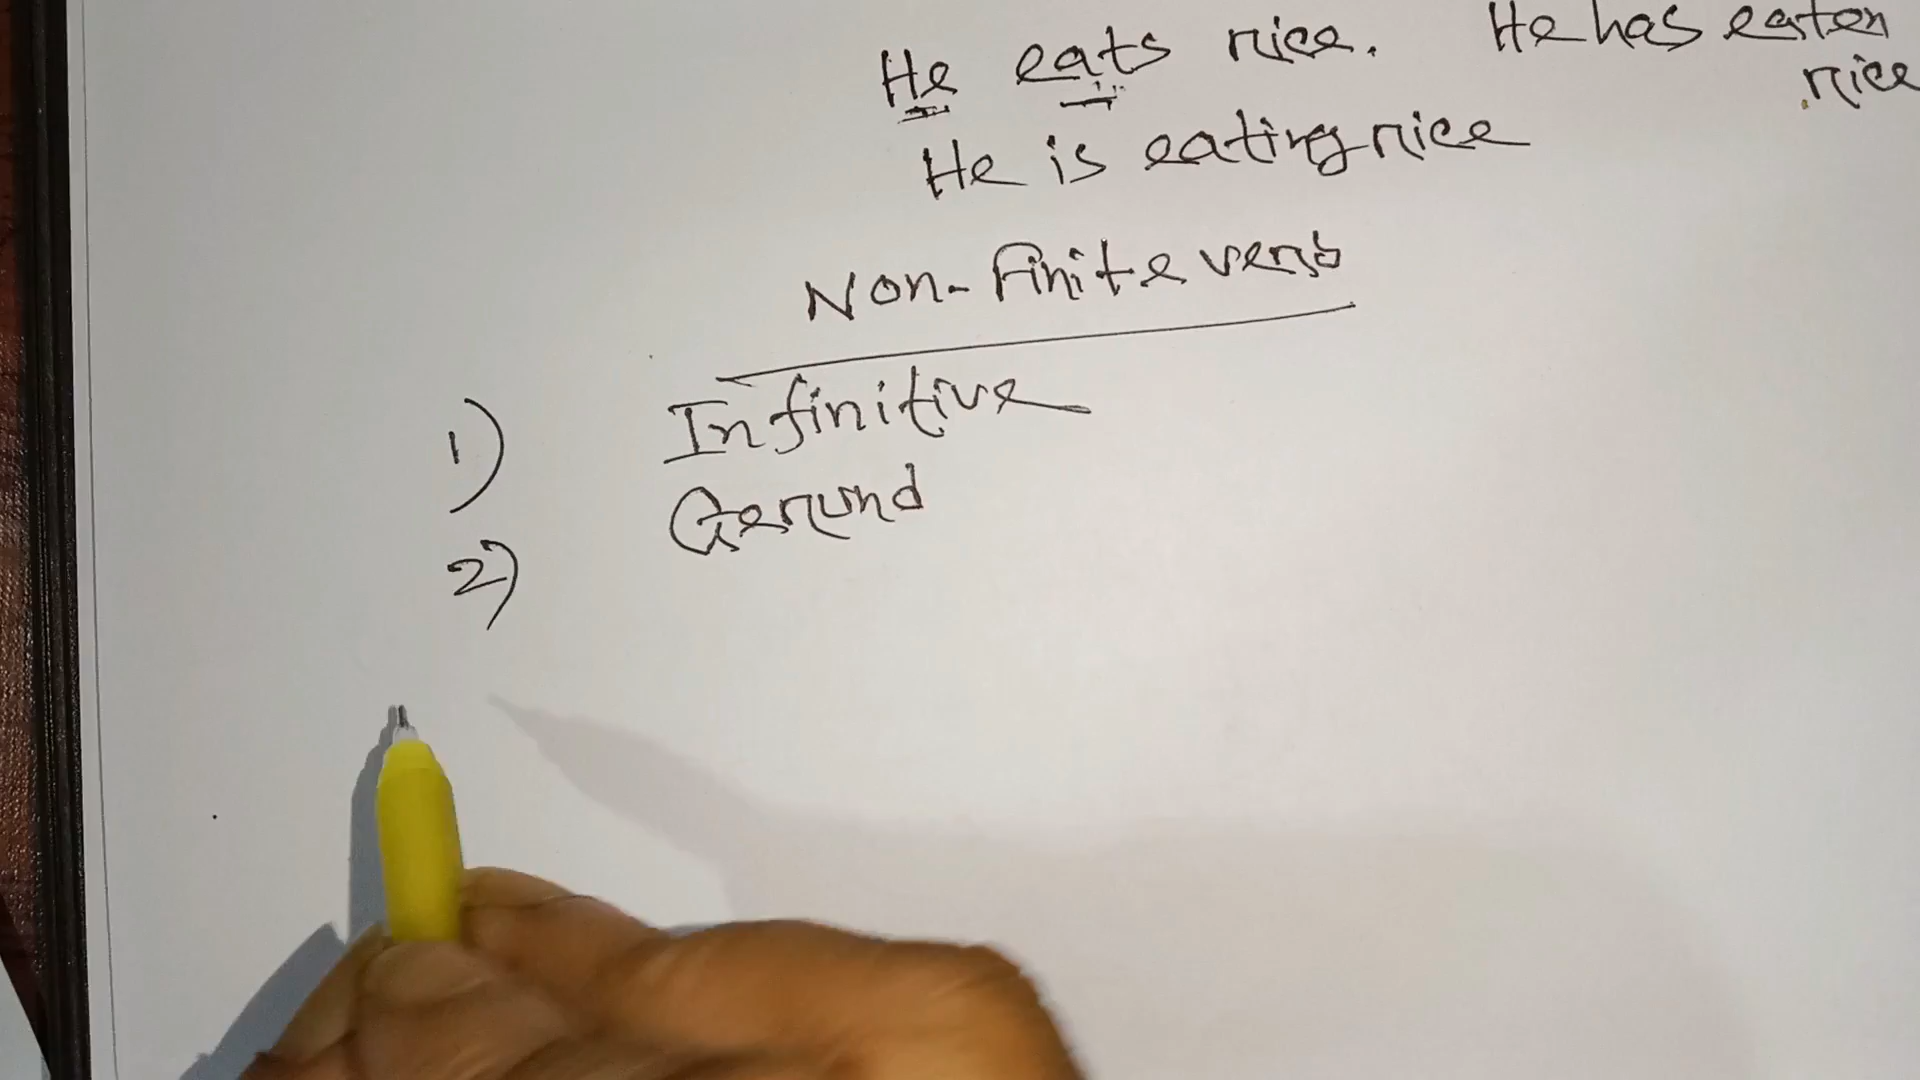 He eats rice. He has eaten
rice
He is eating rice
Non-finite verb
1) Infinitive
2) Gerund